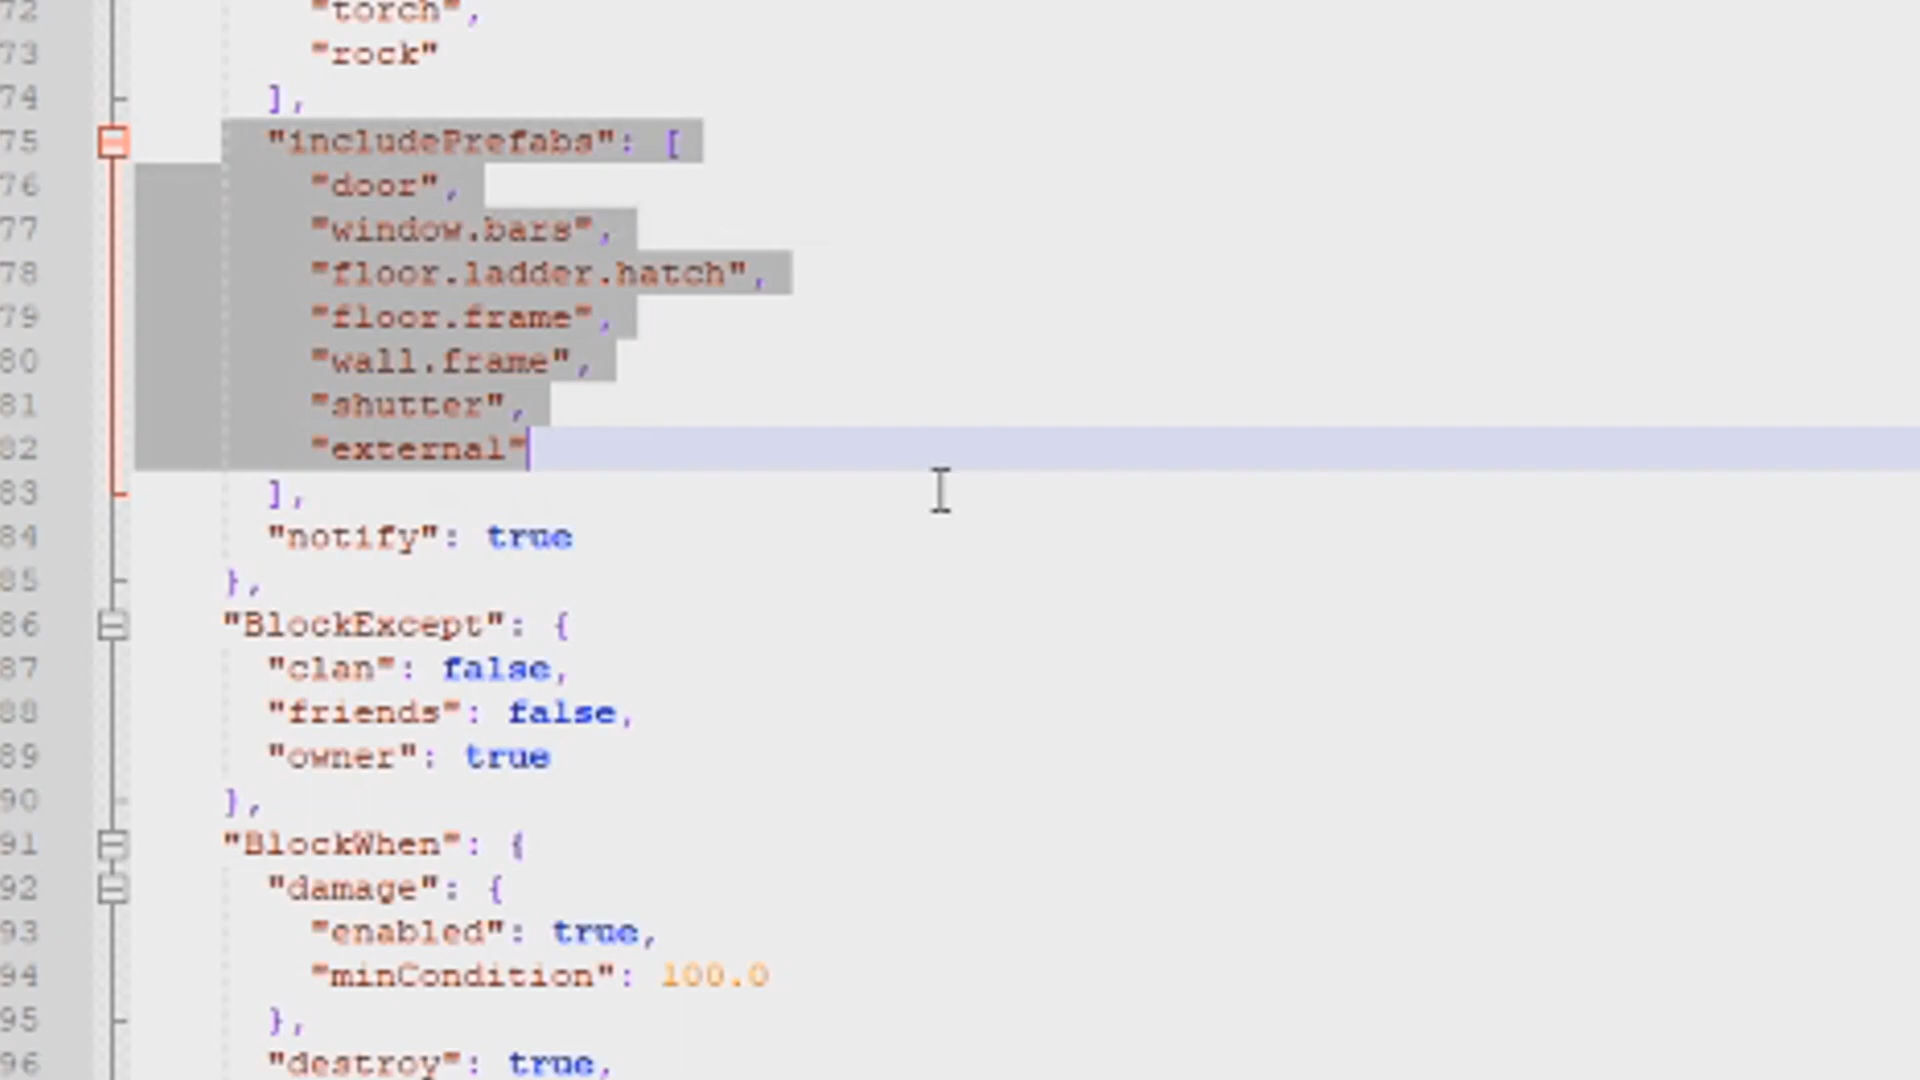 72 "torch",
73 "rock"
74 ],
75 "includePrefabs": [
76 "door",
77 "window.bars",
78 "floor.ladder.hatch",
79 "floor.frame",
80 "wall.frame",
81 "shutter",
82 "external"
83 ],
84 "notify": true
85 },
86 "BlockExcept": {
87 "clan": false,
88 "friends": false,
89 "owner": true
90 },
91 "BlockWhen": {
92 "damage": {
93 "enabled": true,
94 "minCondition": 100.0
95 },
96 "destroy": true,